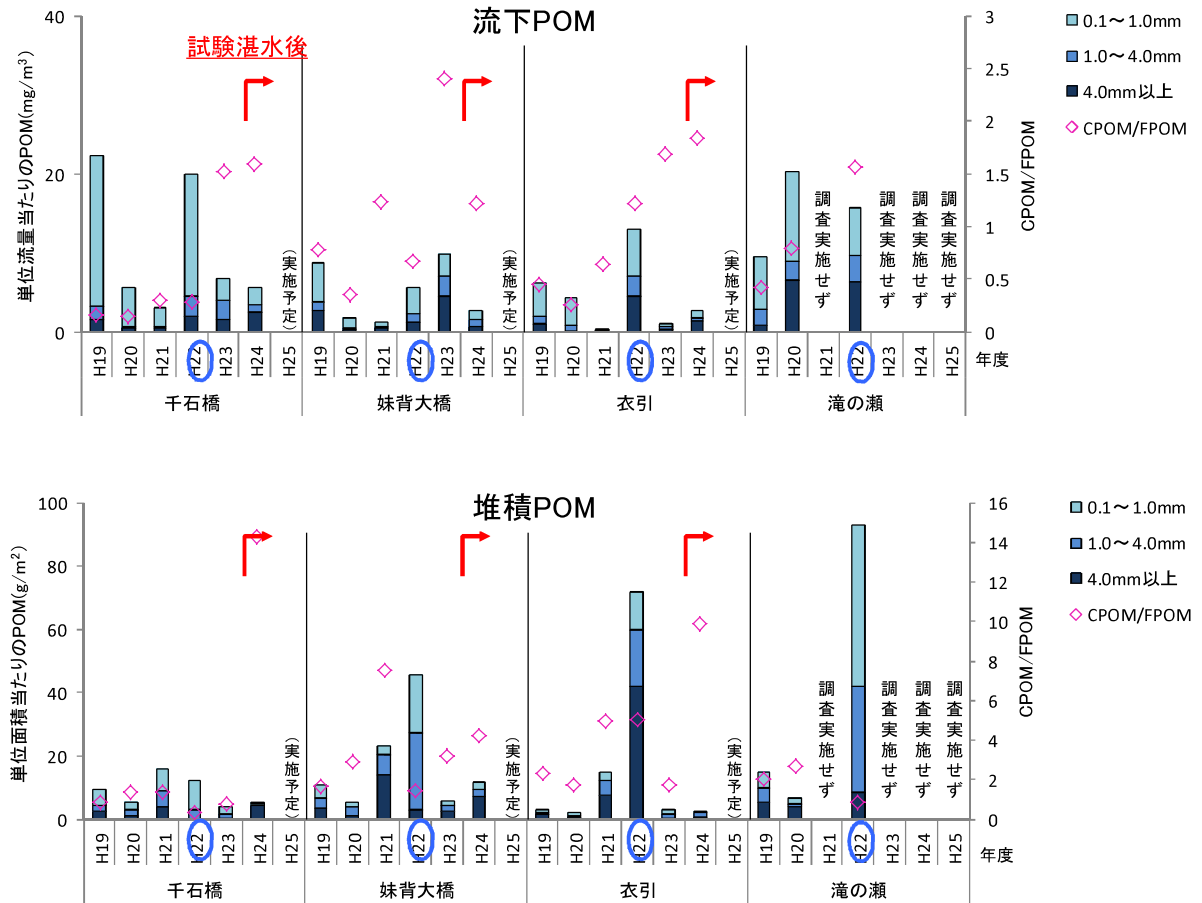 流下POM
試験湛水後
単位流量当たりのPOM(mg/m³)
40
20
0
3
2.5
2
1.5
1
0.5
0
CPOM/FPOM
0.1～1.0mm
1.0～4.0mm
4.0mm以上
CPOM/FPOM
（実施予定）
（実施予定）
（実施予定）
調査実施せず
調査実施せず
調査実施せず
調査実施せず
H19 H20 H21 H22 H23 H24 H25 H19 H20 H21 H22 H23 H24 H25 H19 H20 H21 H22 H23 H24 H25 H19 H20 H21 H22 H23 H24 H25 年度
千石橋 妹背大橋 衣引 滝の瀬
堆積POM
単位面積当たりのPOM(g/m²)
100
80
60
40
20
0
16
14
12
10
8
6
4
2
0
CPOM/FPOM
0.1～1.0mm
1.0～4.0mm
4.0mm以上
CPOM/FPOM
（実施予定）
（実施予定）
（実施予定）
調査実施せず
調査実施せず
調査実施せず
調査実施せず
H19 H20 H21 H22 H23 H24 H25 H19 H20 H21 H22 H23 H24 H25 H19 H20 H21 H22 H23 H24 H25 H19 H20 H21 H22 H23 H24 H25 年度
千石橋 妹背大橋 衣引 滝の瀬